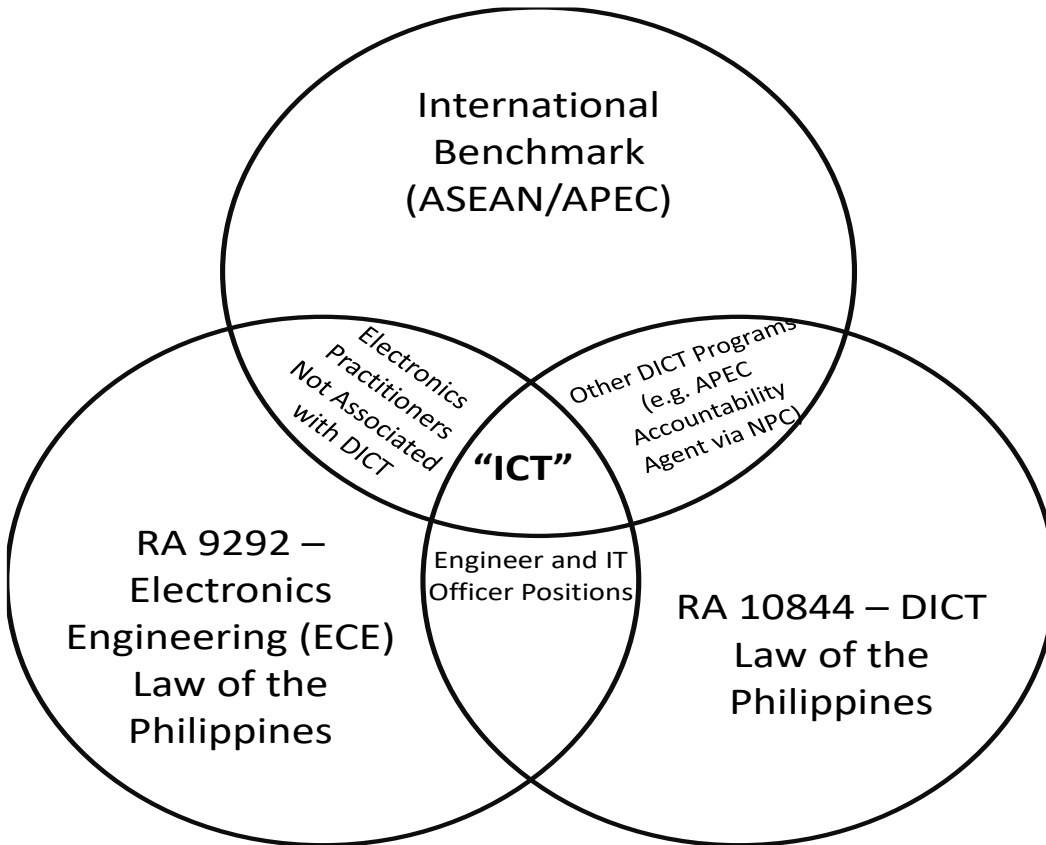 International
Benchmark
(ASEAN/APEC)
Electronics
Practitioners
Not Associated
with DICT
Other DICT Programs
(e.g. APEC
Accountability
Agent via NPC)
“ICT”
Engineer and IT
Officer Positions
RA 9292 –
Electronics
Engineering (ECE)
Law of the
Philippines
RA 10844 – DICT
Law of the
Philippines